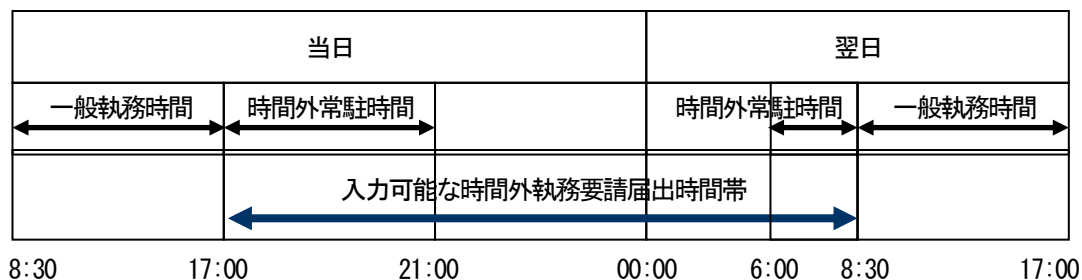 当日 翌日
一般執務時間 時間外常駐時間 時間外常駐時間 一般執務時間
入力可能な時間外執務要請届出時間帯
8:30 17:00 21:00 00:00 6:00 8:30 17:00